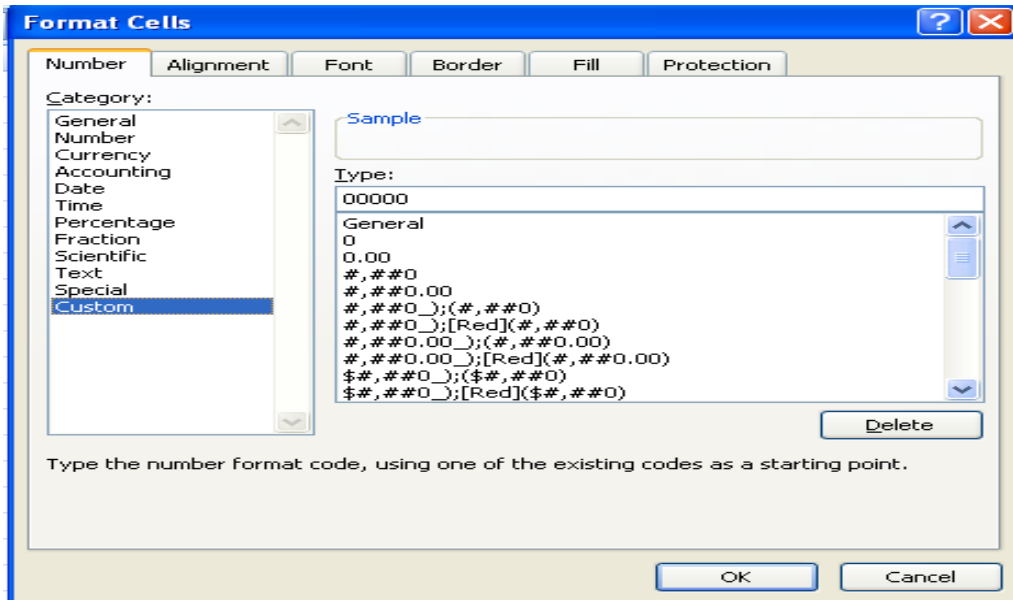 Format Cells
Number Alignment Font Border Fill Protection
Category:
General
Number
Currency
Accounting
Date
Time
Percentage
Fraction
Scientific
Text
Special
Custom
Sample
Type:
00000
General
0
0.00
#,##0
#,##0.00
#,##0_);(#,##0)
#,##0_);[Red](#,##0)
#,##0.00_);(#,##0.00)
#,##0.00_);[Red](#,##0.00)
$#,##0_);($#,##0)
$#,##0_);[Red]($#,##0)
Delete
Type the number format code, using one of the existing codes as a starting point.
OK Cancel